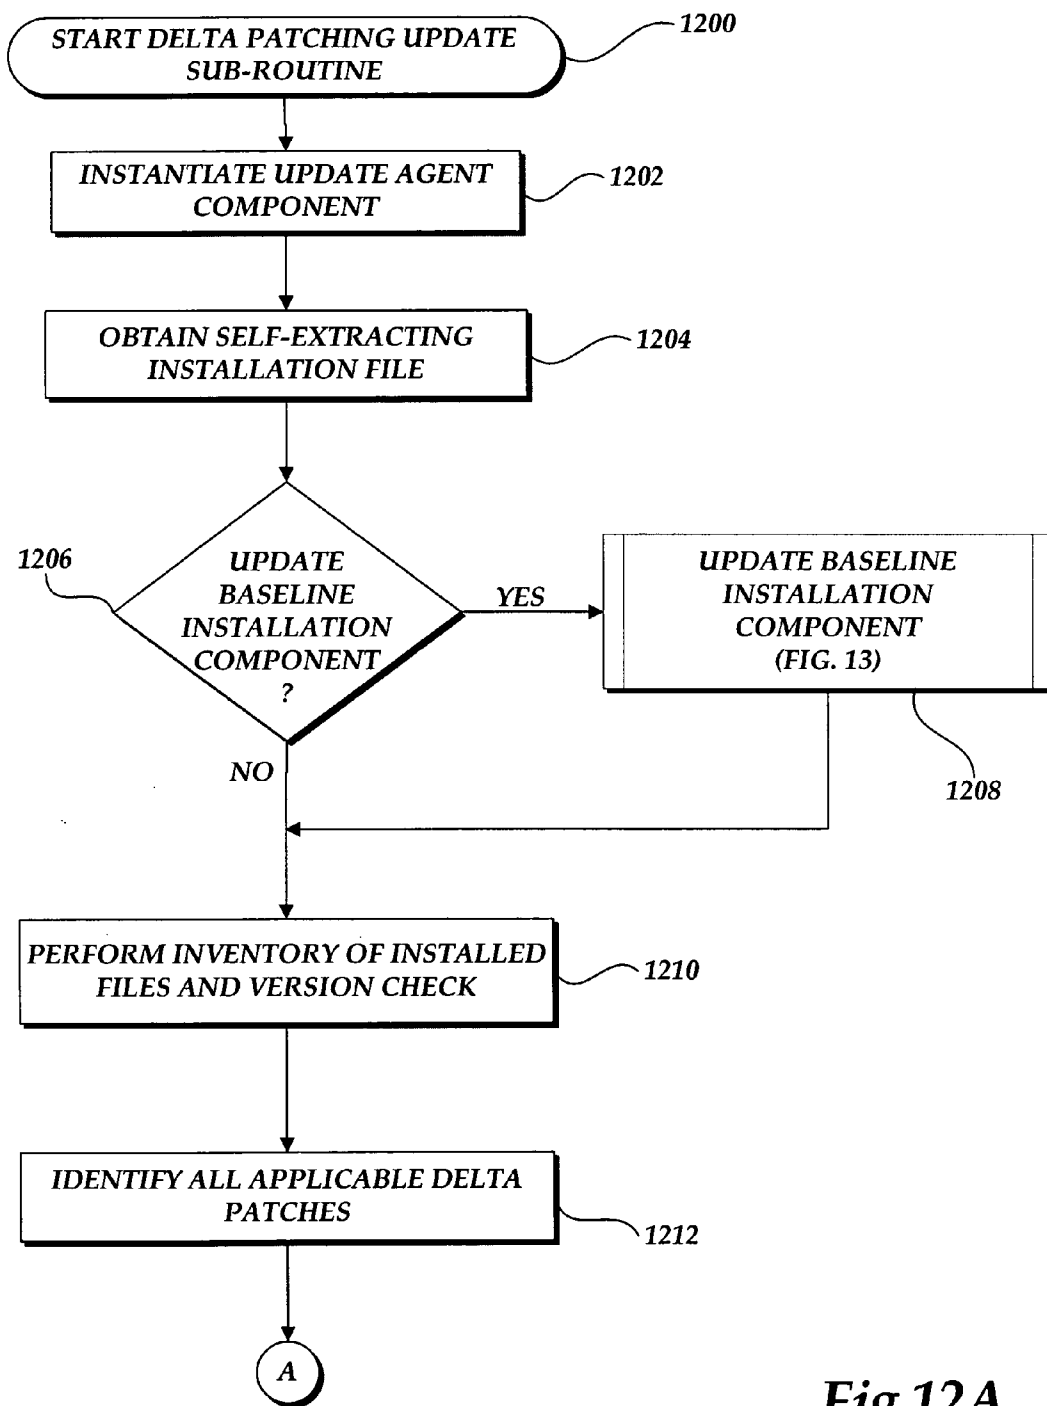 START DELTA PATCHING UPDATE
SUB-ROUTINE
1200
INSTANTIATE UPDATE AGENT
COMPONENT
1202
OBTAIN SELF-EXTRACTING
INSTALLATION FILE
1204
1206
UPDATE
BASELINE
INSTALLATION
COMPONENT
?
YES
UPDATE BASELINE
INSTALLATION
COMPONENT
(FIG. 13)
1208
NO
PERFORM INVENTORY OF INSTALLED
FILES AND VERSION CHECK
1210
IDENTIFY ALL APPLICABLE DELTA
PATCHES
1212
A
Fig.12A.